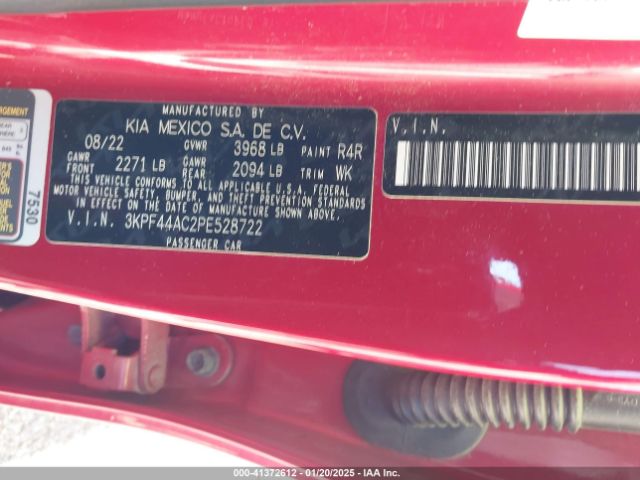 MANUFACTURED BY
KIA MEXICO S.A. DE C.V.
08/22 GVWR 3968 LB PAINT R4R
GAWR FRONT 2271 LB GAWR REAR 2094 LB TRIM WK
THIS VEHICLE CONFORMS TO ALL APPLICABLE U.S.A. FEDERAL
MOTOR VEHICLE SAFETY, BUMPER, AND THEFT PREVENTION STANDARDS
IN EFFECT ON THE DATE OF MANUFACTURE SHOWN ABOVE.
V.I.N. 3KPF44AC2PE528722
PASSENGER CAR
V.I.N.
7530
000-41372612 - 01/20/2025 - IAA Inc.